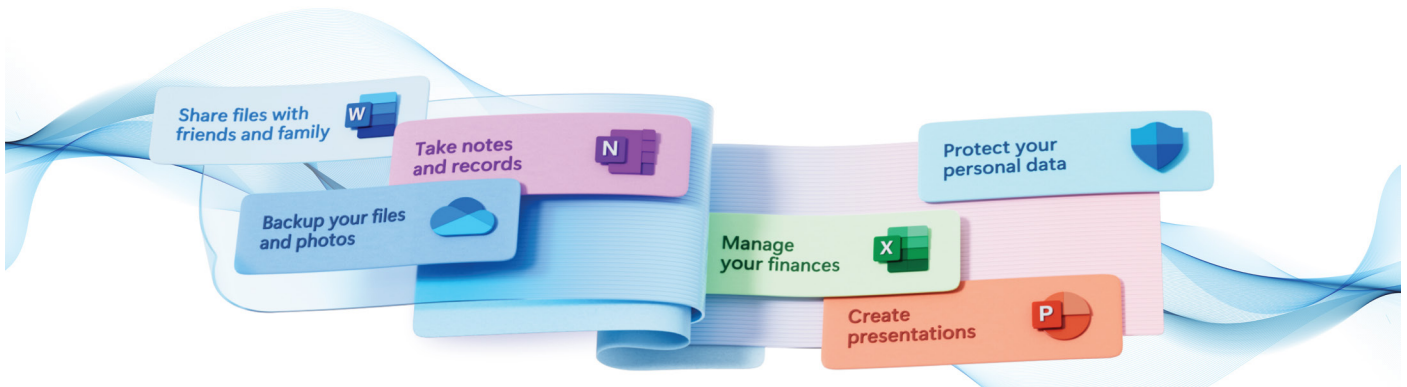 Share files with
friends and family
W
Take notes
and records
N
Backup your files
and photos
Manage
your finances
X
Create
presentations
P
Protect your
personal data